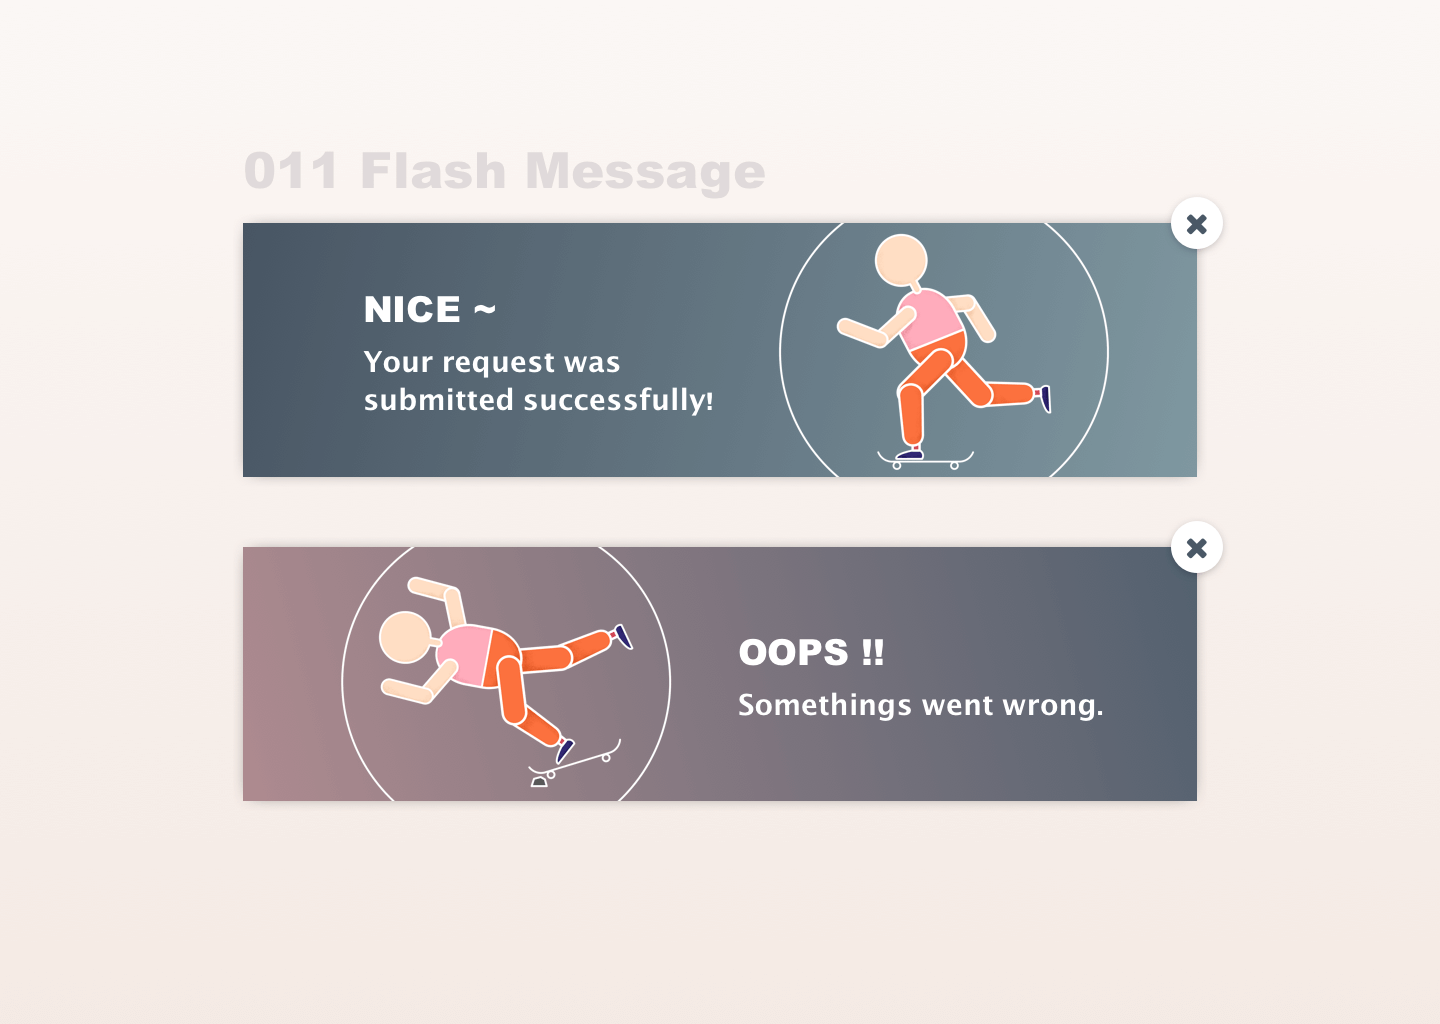 011 Flash Message
NICE ~
Your request was
submitted successfully!
OOPS !!
Somethings went wrong.